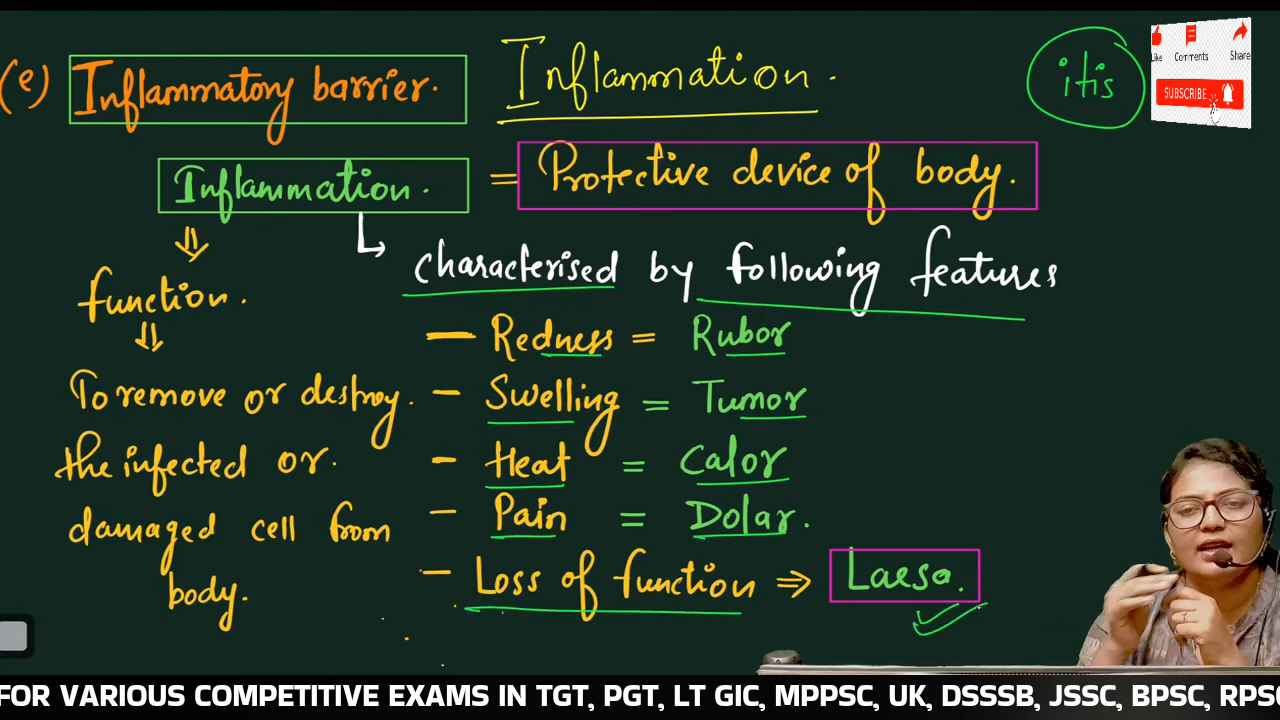 (e) Inflammatory barrier.
Inflammation.
itis
Like Comments Share
SUBSCRIBE
Inflammation. = Protective device of body.
characterised by following features
function.
To remove or destroy.
the infected or.
damaged cell from
body.
— Redness = Rubor
— Swelling = Tumor
- Heat = Calor
— Pain = Dolar.
— Loss of function ⇒ Laesa.
FOR VARIOUS COMPETITIVE EXAMS IN TGT, PGT, LT GIC, MPPSC, UK, DSSSB, JSSC, BPSC, RPSC